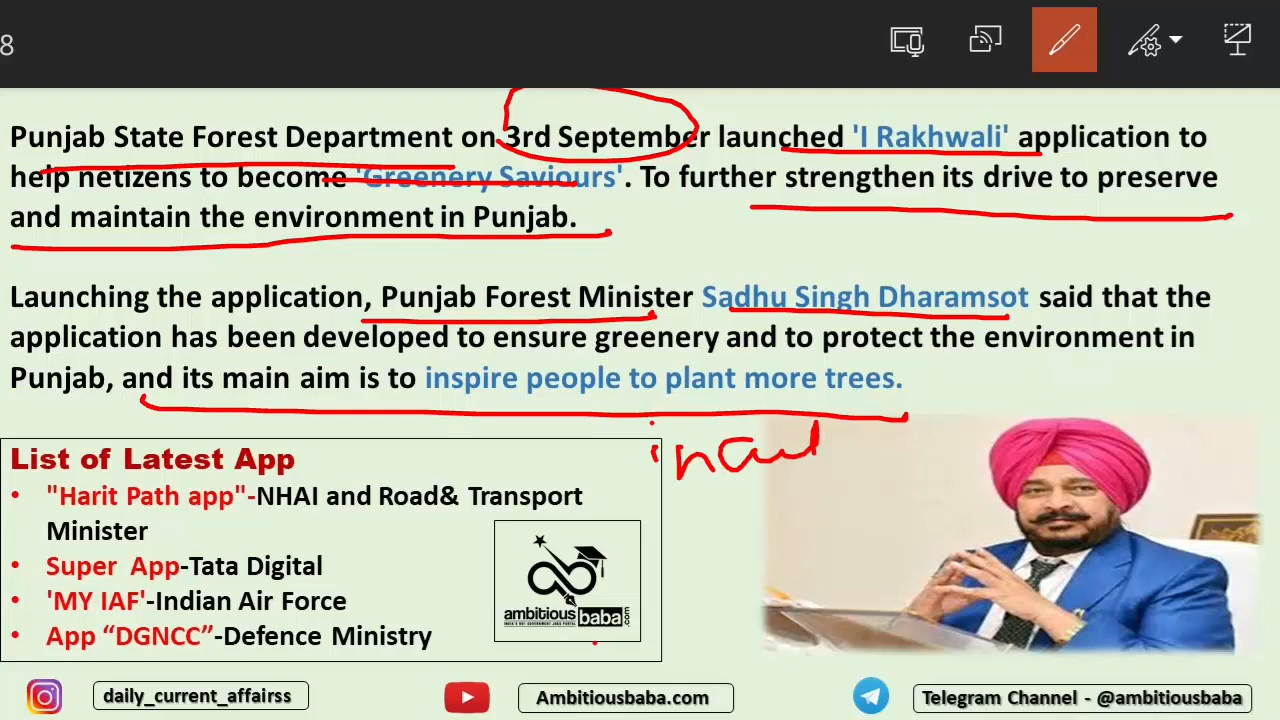 8
Punjab State Forest Department on 3rd September launched 'I Rakhwali' application to
help netizens to become 'Greenery Saviours'. To further strengthen its drive to preserve
and maintain the environment in Punjab.
Launching the application, Punjab Forest Minister Sadhu Singh Dharamsot said that the
application has been developed to ensure greenery and to protect the environment in
Punjab, and its main aim is to inspire people to plant more trees.
List of Latest App
• "Harit Path app"-NHAI and Road& Transport
Minister
• Super App-Tata Digital
• 'MY IAF'-Indian Air Force
• App “DGNCC”-Defence Ministry
ambitiousbaba.com
daily_current_affairss
Ambitiousbaba.com
Telegram Channel - @ambitiousbaba